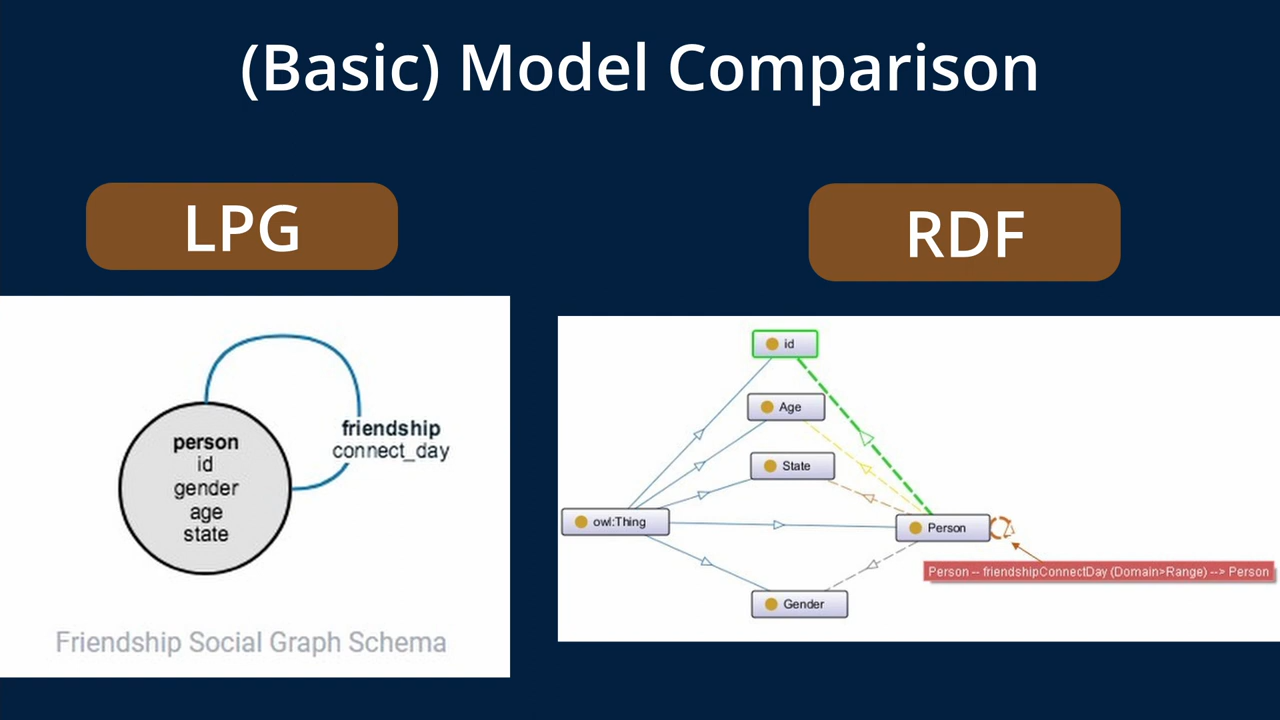 (Basic) Model Comparison
LPG
RDF
person
id
gender
age
state
friendship
connect_day
Friendship Social Graph Schema
id
Age
State
owl:Thing
Person
Person -- friendshipConnectDay (Domain>Range) --> Person
Gender